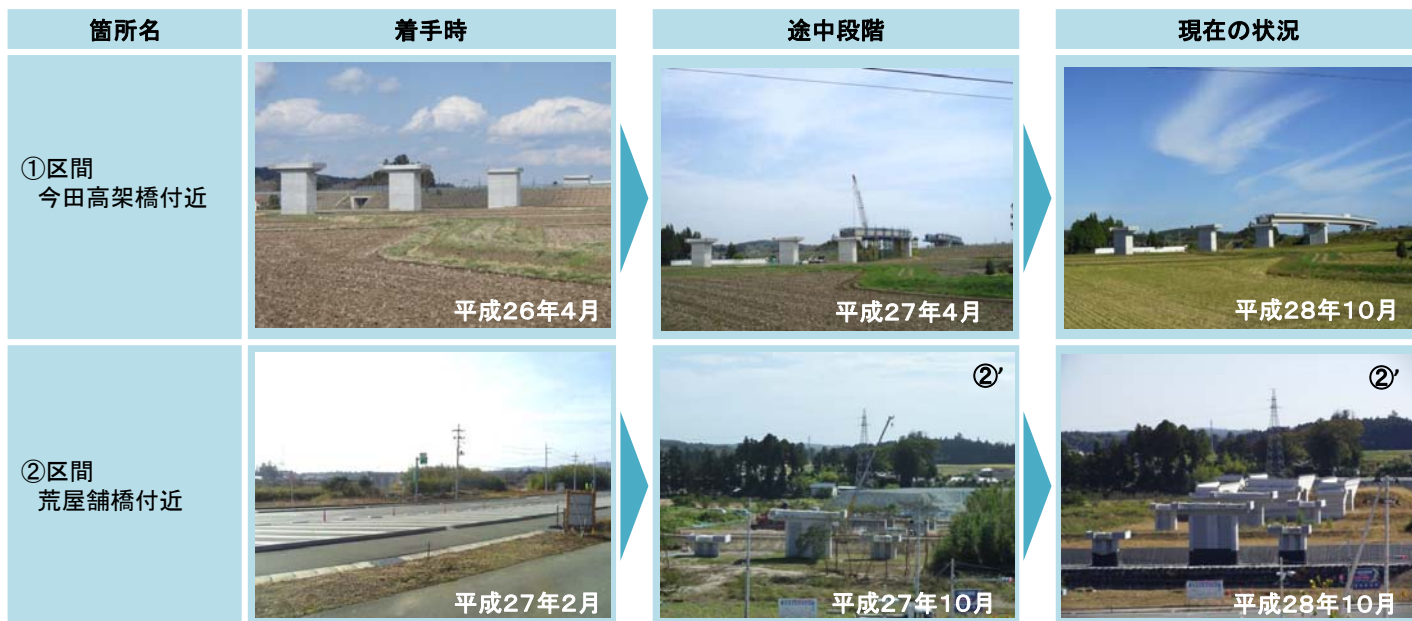 箇所名
着手時
途中段階
現在の状況
①区間
今田高架橋付近
平成26年4月
平成27年4月
平成28年10月
②区間
荒屋舗橋付近
平成27年2月
②'
平成27年10月
②'
平成28年10月